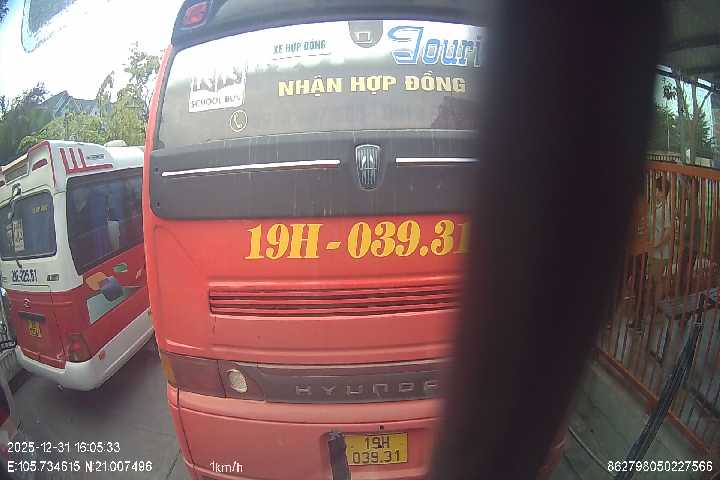 XE HỢP ĐỒNG
Touri
NHẬN HỢP ĐỒNG
SCHOOL BUS
19H-039.31
HYUNDA
19H
039.31
2025-12-31 16:05:33
E:105.734615 N:21.007496
1km/h
862798050227566